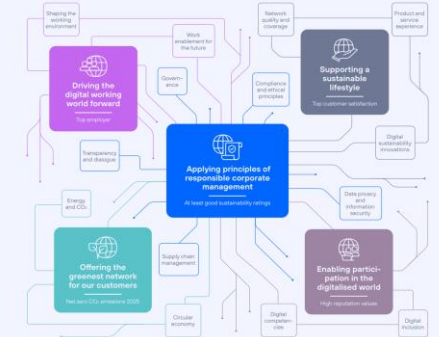 Shaping the
working
environment
Work
enablement for
the future
Network
quality and
coverage
Product and
service
experience
Driving the
digital working
world forward
Top employer
Govern-
ance
Compliance
and ethical
principles
Supporting a
sustainable
lifestyle
Top customer satisfaction
Transparency
and dialogue
Applying principles of
responsible corporate
management
At least good sustainability ratings
Digital
sustainability
innovations
Energy
and CO₂
Data privacy
and
information
security
Offering the
greenest network
for our customers
Net zero CO₂ emissions 2025
Supply chain
management
Enabling partici-
pation in the
digitalised world
High reputation values
Circular
economy
Digital
competen-
cies
Digital
inclusion